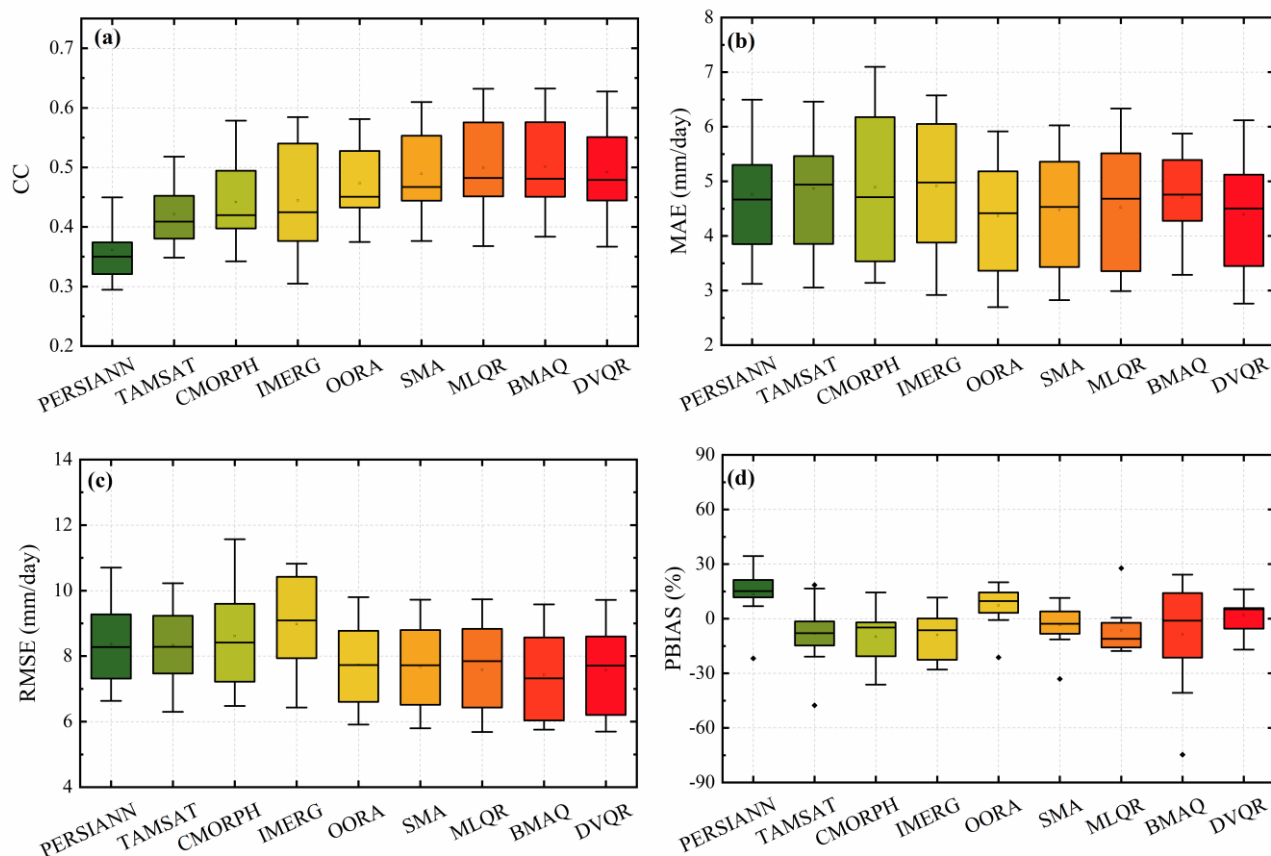 (a)
0.7
0.6
0.5
0.4
0.3
0.2
CC
PERSIANN TAMSAT CMORPH IMERG OORA SMA MLQR BMAQ DVQR
(b)
8
7
6
5
4
3
2
MAE (mm/day)
PERSIANN TAMSAT CMORPH IMERG OORA SMA MLQR BMAQ DVQR
(c)
14
12
10
8
6
4
RMSE (mm/day)
PERSIANN TAMSAT CMORPH IMERG OORA SMA MLQR BMAQ DVQR
(d)
90
60
30
0
-30
-60
-90
PBIAS (%)
PERSIANN TAMSAT CMORPH IMERG OORA SMA MLQR BMAQ DVQR